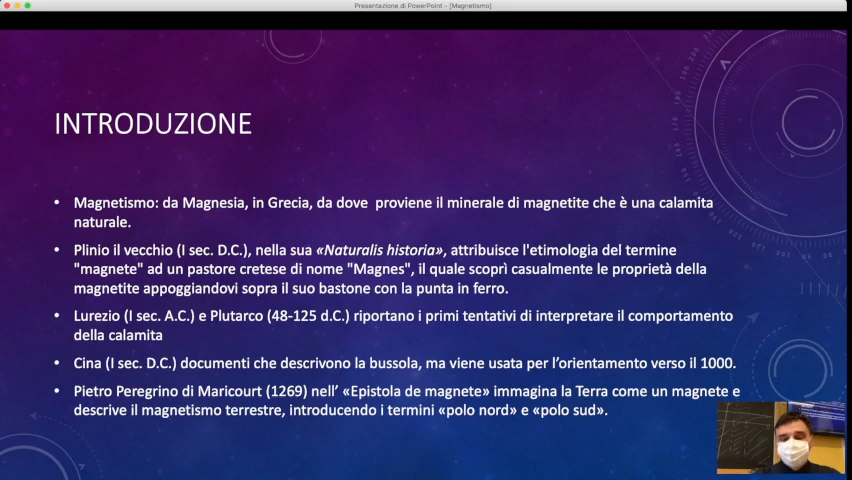 Presentazione di PowerPoint - [Magnetismo]
INTRODUZIONE
• Magnetismo: da Magnesia, in Grecia, da dove proviene il minerale di magnetite che è una calamita
naturale.
• Plinio il vecchio (I sec. D.C.), nella sua «Naturalis historia», attribuisce l'etimologia del termine
"magnete" ad un pastore cretese di nome "Magnes", il quale scoprì casualmente le proprietà della
magnetite appoggiandovi sopra il suo bastone con la punta in ferro.
• Lurezio (I sec. A.C.) e Plutarco (48-125 d.C.) riportano i primi tentativi di interpretare il comportamento
della calamita
• Cina (I sec. D.C.) documenti che descrivono la bussola, ma viene usata per l'orientamento verso il 1000.
• Pietro Peregrino di Maricourt (1269) nell' «Epistola de magnete» immagina la Terra come un magnete e
descrive il magnetismo terrestre, introducendo i termini «polo nord» e «polo sud».